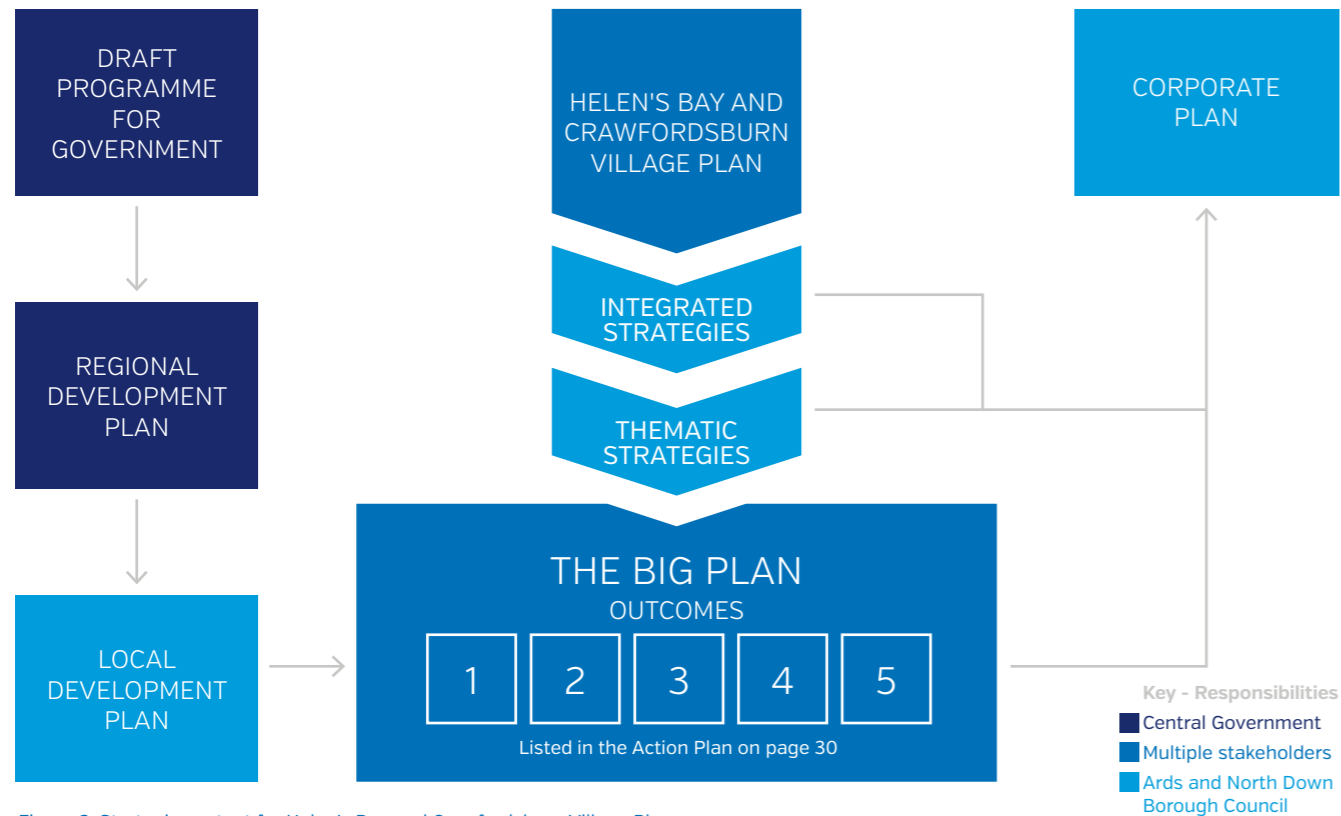 DRAFT
PROGRAMME
FOR
GOVERNMENT
REGIONAL
DEVELOPMENT
PLAN
LOCAL
DEVELOPMENT
PLAN
HELEN'S BAY AND
CRAWFORDSBURN
VILLAGE PLAN
INTEGRATED
STRATEGIES
THEMATIC
STRATEGIES
THE BIG PLAN
OUTCOMES
1 2 3 4 5
Listed in the Action Plan on page 30
CORPORATE
PLAN
Key - Responsibilities
Central Government
Multiple stakeholders
Ards and North Down
Borough Council